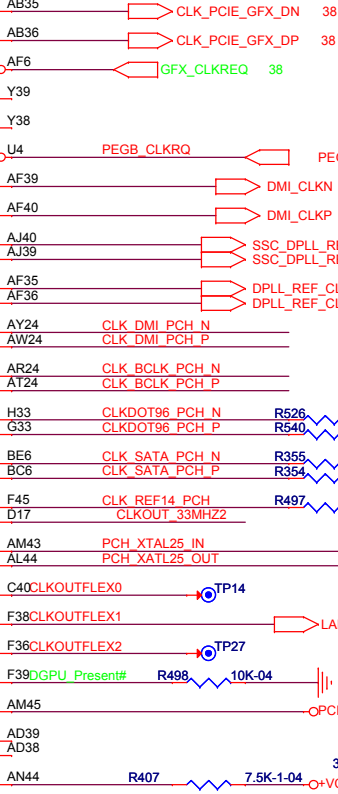 AB35 CLK_PCIE_GFX_DN 38
AB36 CLK_PCIE_GFX_DP 38
AF6 GFX_CLKREQ 38
Y39
Y38
U4 PEGB_CLKRQ
AF39 DMI_CLKN
AF40 DMI_CLKP
AJ40
AJ39
AF35
AF36
AY24 CLK_DMI_PCH_N
AW24 CLK_DMI_PCH_P
AR24 CLK_BCLK_PCH_N
AT24 CLK_BCLK_PCH_P
H33 CLKDOT96_PCH_N R526
G33 CLKDOT96_PCH_P R540
BE6 CLK_SATA_PCH_N R355
BC6 CLK_SATA_PCH_P R354
F45 CLK_REF14_PCH R497
D17 CLKOUT_33MHZ2
AM43 PCH_XTAL25_IN
AL44 PCH_XATL25_OUT
C40 CLKOUTFLEX0 TP14
F38 CLKOUTFLEX1 LA
F36 CLKOUTFLEX2 TP27
F39 DGPU_Present# R498 10K-04
AM45 PC
AD39
AD38
AN44 R407 7.5K-1-04 +V